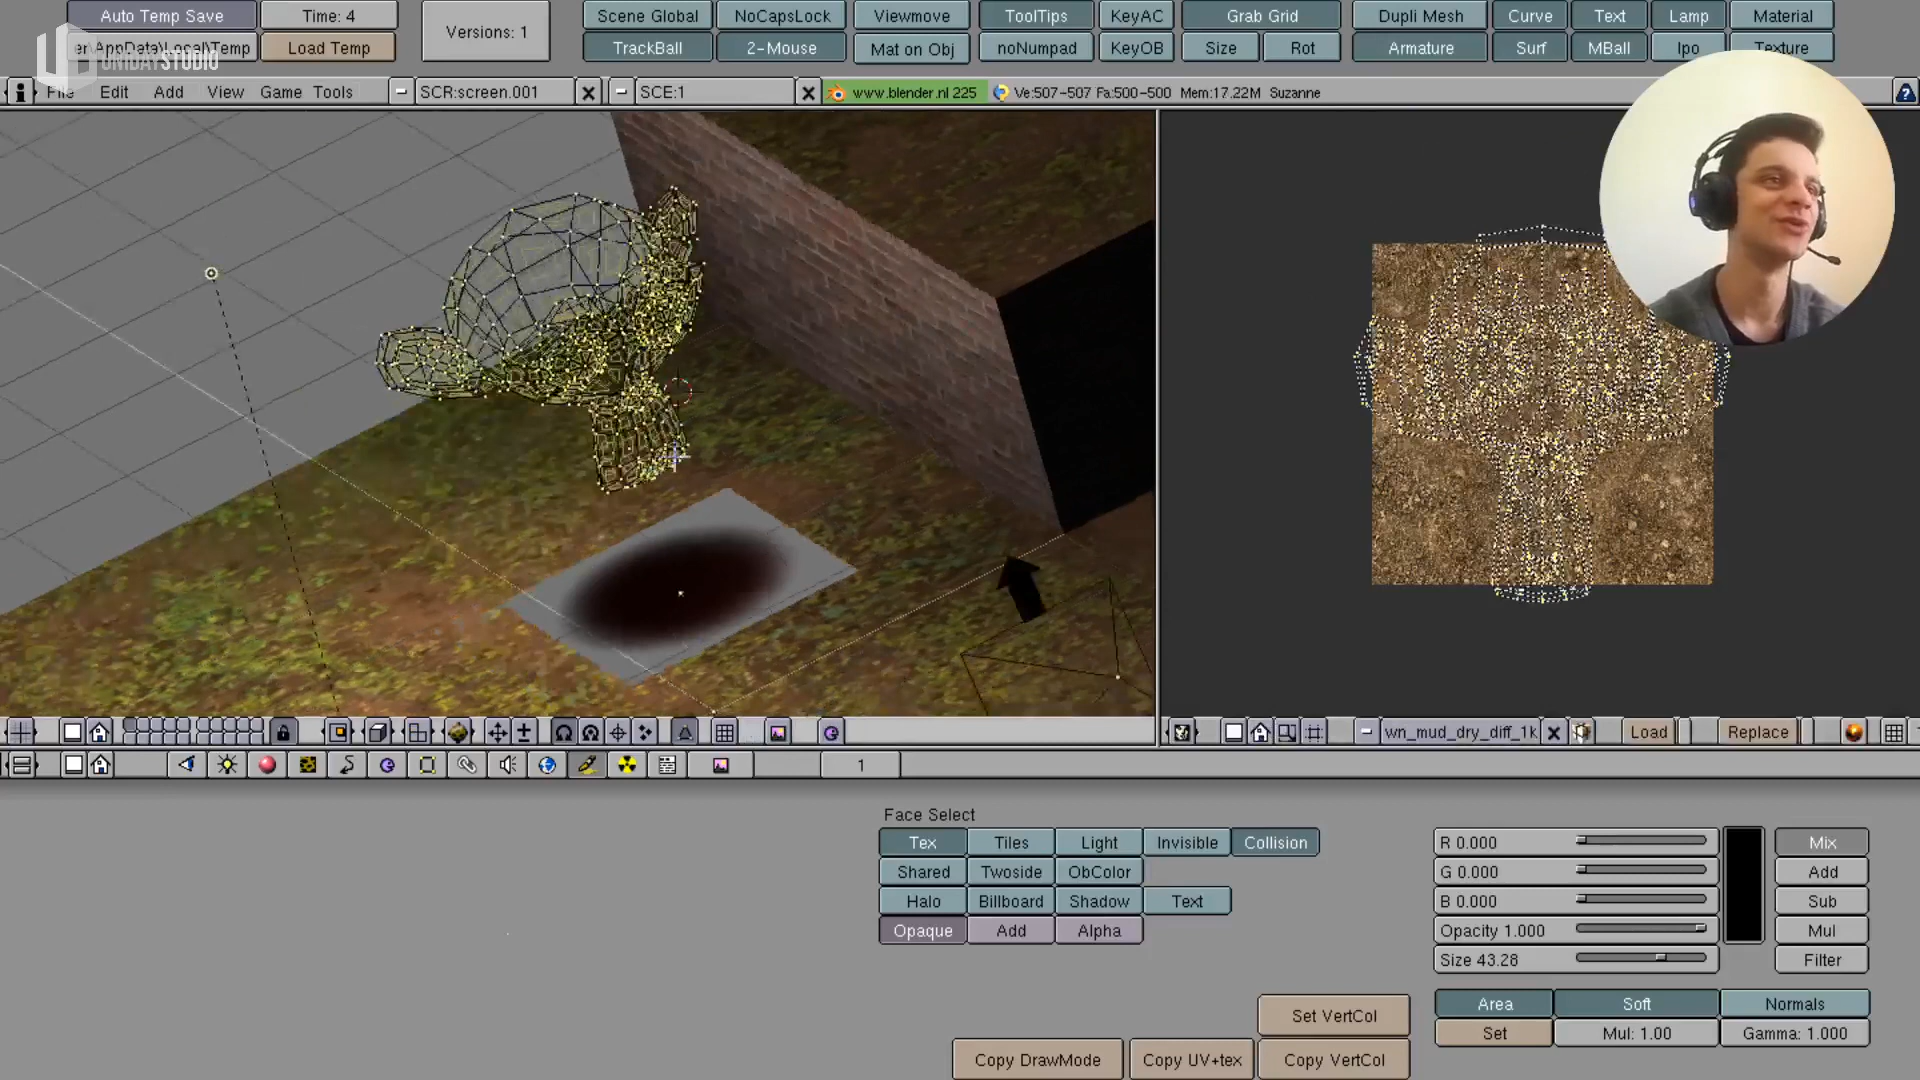 Auto Temp Save
Time: 4
Versions: 1
Scene Global
NoCapsLock
Viewmove
ToolTips
KeyAC
Grab Grid
Dupli Mesh
Curve
Text
Lamp
Material
er\AppData\Local\Temp
Load Temp
TrackBall
2-Mouse
Mat on Obj
noNumpad
KeyOB
Size
Rot
Armature
Surf
MBall
Ipo
Texture
UNIDAYSTUDIO
File
Edit
Add
View
Game
Tools
SCR:screen.001
SCE:1
www.blender.nl 225
Ve:507-507 Fa:500-500 Mem:17.22M Suzanne
wn_mud_dry_diff_1k
Load
Replace
1
Face Select
Tex
Tiles
Light
Invisible
Collision
Shared
Twoside
ObColor
Halo
Billboard
Shadow
Text
Opaque
Add
Alpha
Set VertCol
Copy DrawMode
Copy UV+tex
Copy VertCol
R 0.000
G 0.000
B 0.000
Opacity 1.000
Size 43.28
Mix
Add
Sub
Mul
Filter
Area
Soft
Normals
Set
Mul: 1.00
Gamma: 1.000